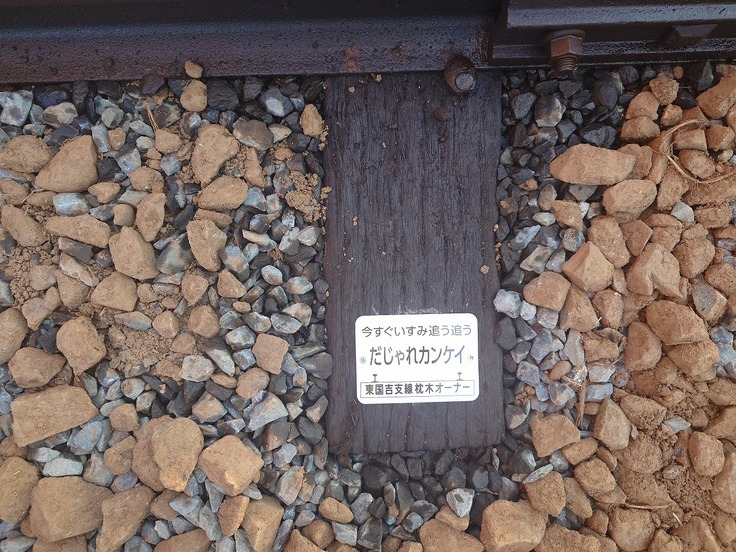 今すぐいすみ追う追う
だじゃれカンケイ
東国吉支線枕木オーナー